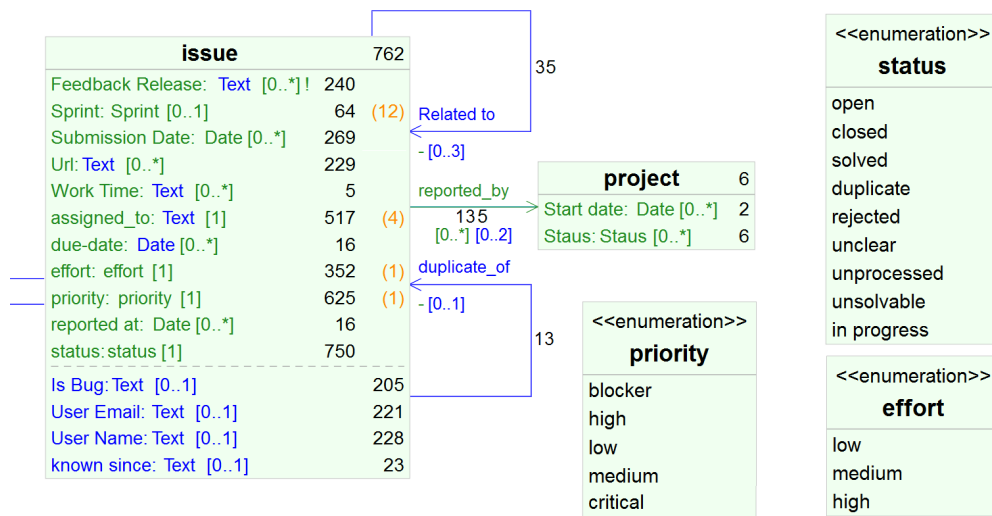 issue 762
Feedback Release: Text [0..*] ! 240
Sprint: Sprint [0..1] 64 (12)
Submission Date: Date [0..*] 269
Url: Text [0..*] 229
Work Time: Text [0..*] 5
assigned_to: Text [1] 517 (4)
due-date: Date [0..*] 16
effort: effort [1] 352 (1)
priority: priority [1] 625 (1)
reported at: Date [0..*] 16
status: status [1] 750
Is Bug: Text [0..1] 205
User Email: Text [0..1] 221
User Name: Text [0..1] 228
known since: Text [0..1] 23
35
Related to
- [0..3]
reported_by
135
[0..*] [0..2]
duplicate_of
- [0..1]
13
project 6
Start date: Date [0..*] 2
Staus: Staus [0..*] 6
<<enumeration>>
priority
blocker
high
low
medium
critical
<<enumeration>>
status
open
closed
solved
duplicate
rejected
unclear
unprocessed
unsolvable
in progress
<<enumeration>>
effort
low
medium
high